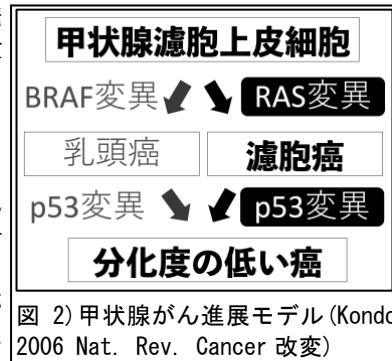 甲状腺濾胞上皮細胞
BRAF変異 RAS変異
乳頭癌 濾胞癌
p53変異 p53変異
分化度の低い癌
図 2)甲状腺がん進展モデル(Kondo
2006 Nat. Rev. Cancer 改変)